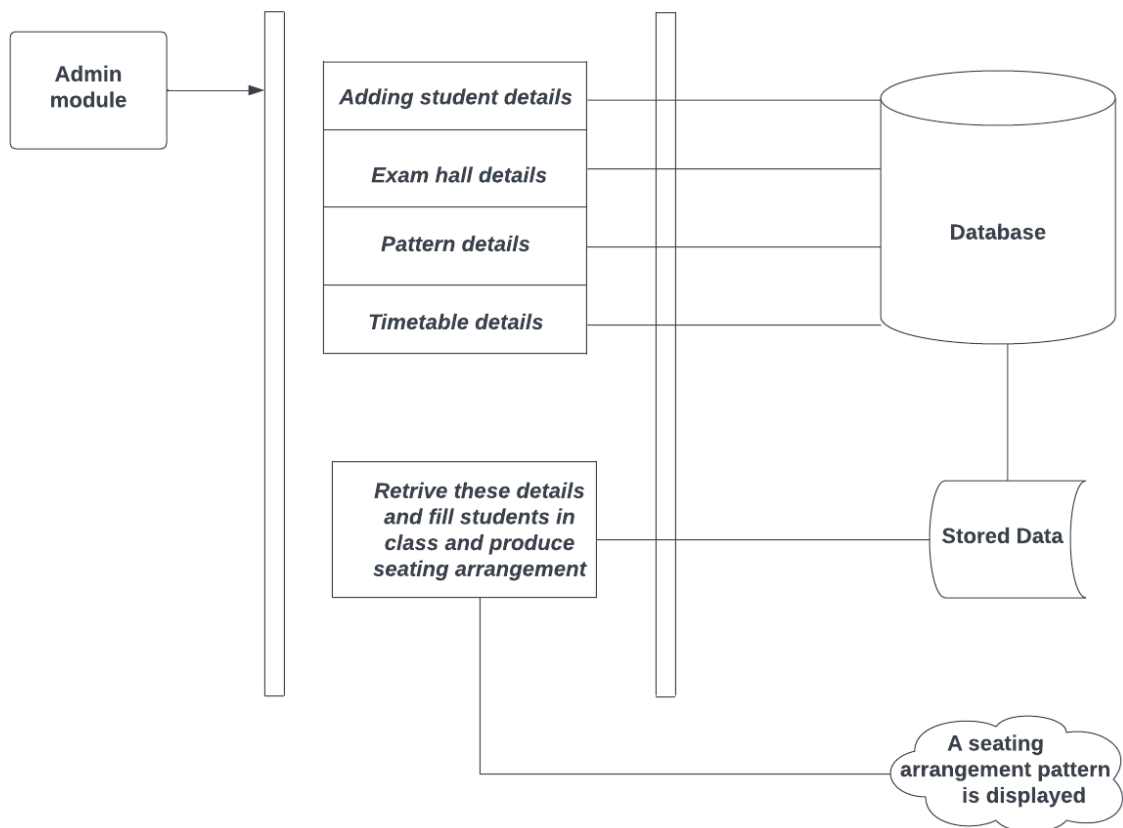 Admin
module
Adding student details
Exam hall details
Pattern details
Timetable details
Database
Retrive these details
and fill students in
class and produce
seating arrangement
Stored Data
A seating
arrangement pattern
is displayed